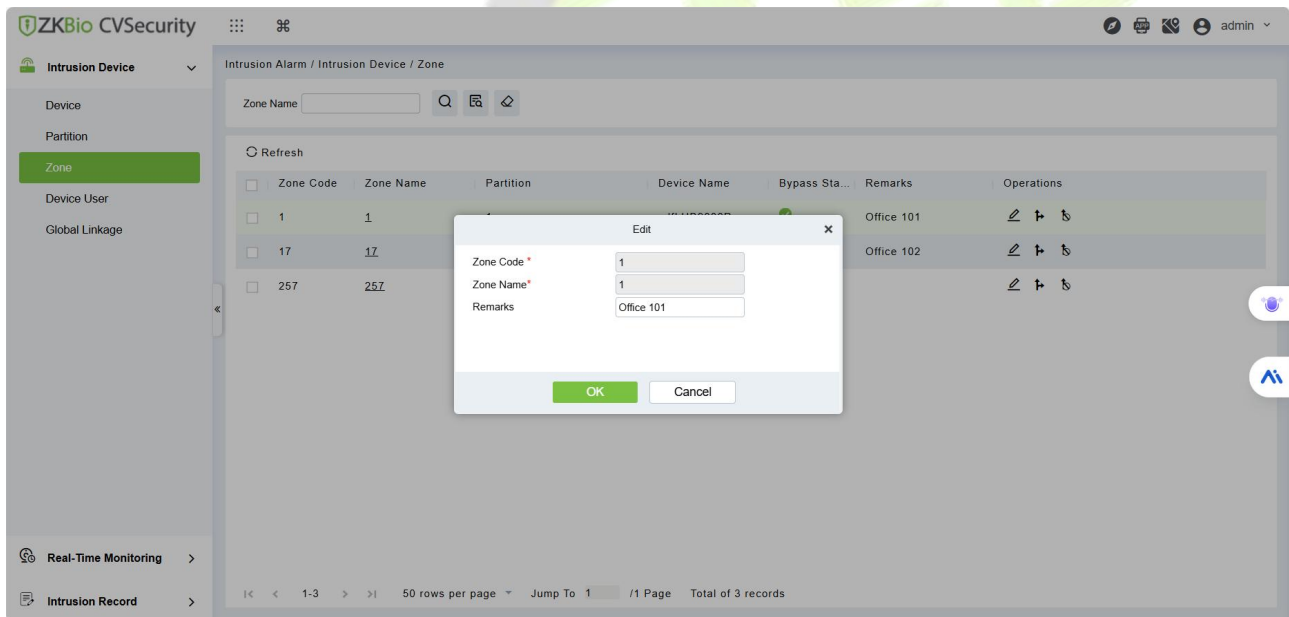 ZKBio CVSecurity
admin
Intrusion Device
Intrusion Alarm / Intrusion Device / Zone
Device
Zone Name
Partition
Zone
Refresh
Device User
Zone Code Zone Name Partition Device Name Bypass Sta... Remarks Operations
Global Linkage
1 1 Office 101
17 17 Office 102
257 257
Edit
Zone Code * 1
Zone Name* 1
Remarks Office 101
OK Cancel
Real-Time Monitoring
Intrusion Record
1-3 50 rows per page Jump To 1 /1 Page Total of 3 records